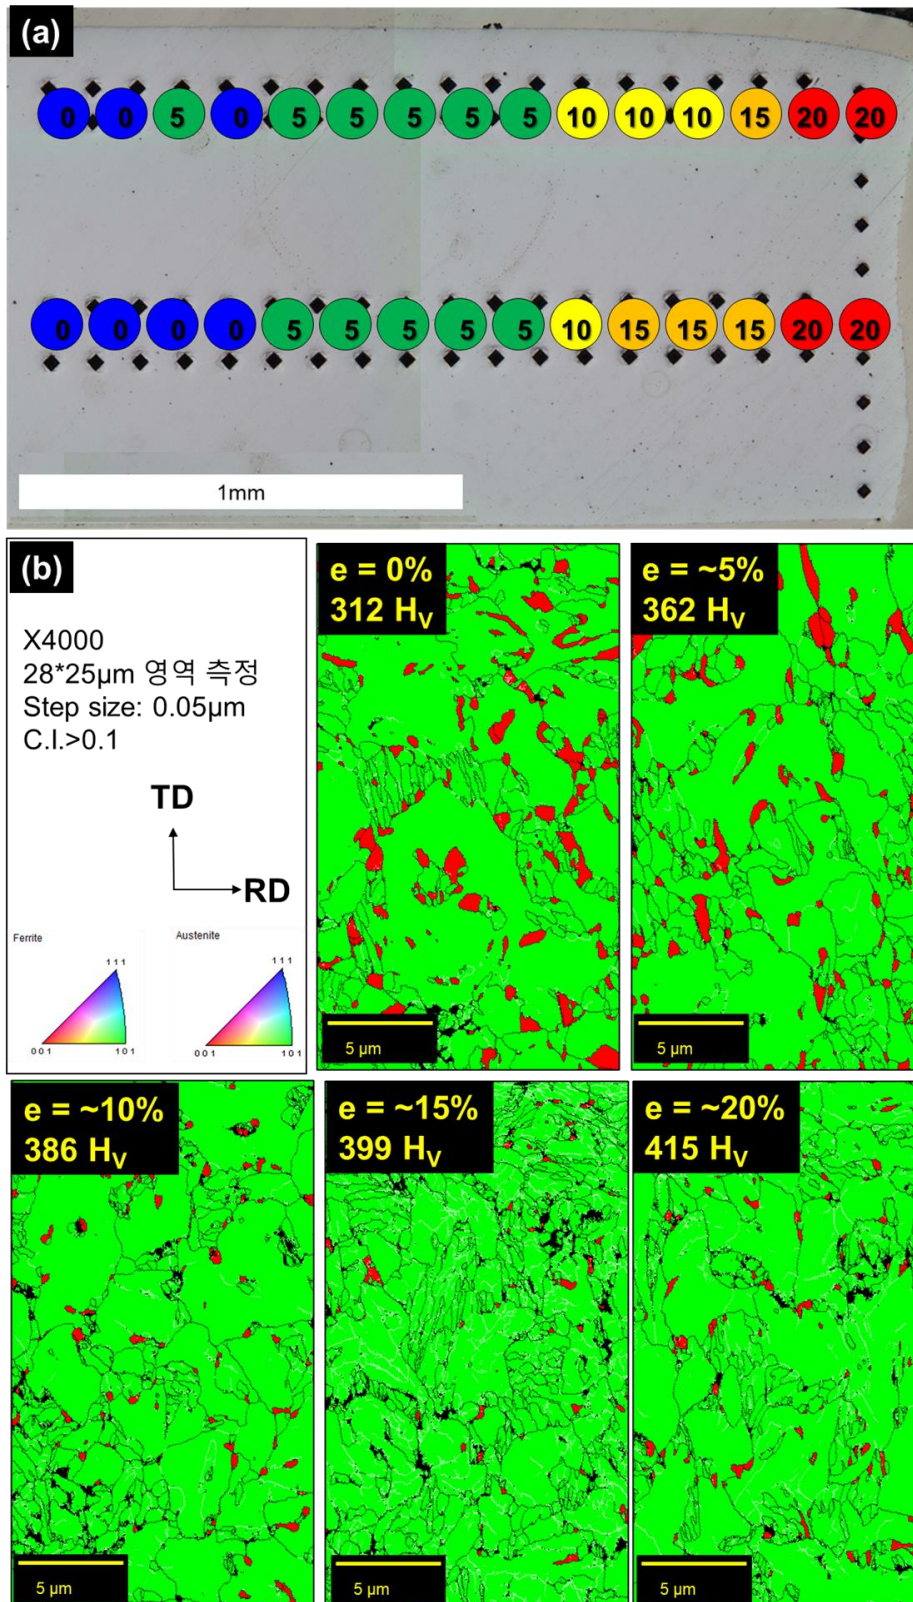 (a)
0 0 5 0 5 5 5 5 5 10 10 10 15 20 20
0 0 0 0 5 5 5 5 5 10 15 15 15 20 20
1mm
(b)
X4000
28*25μm 영역 측정
Step size: 0.05μm
C.I.>0.1
TD
RD
Ferrite
111
001
101
Austenite
111
001
101
e = 0%
312 HV
5 μm
e = ~5%
362 HV
5 μm
e = ~10%
386 HV
5 μm
e = ~15%
399 HV
5 μm
e = ~20%
415 HV
5 μm